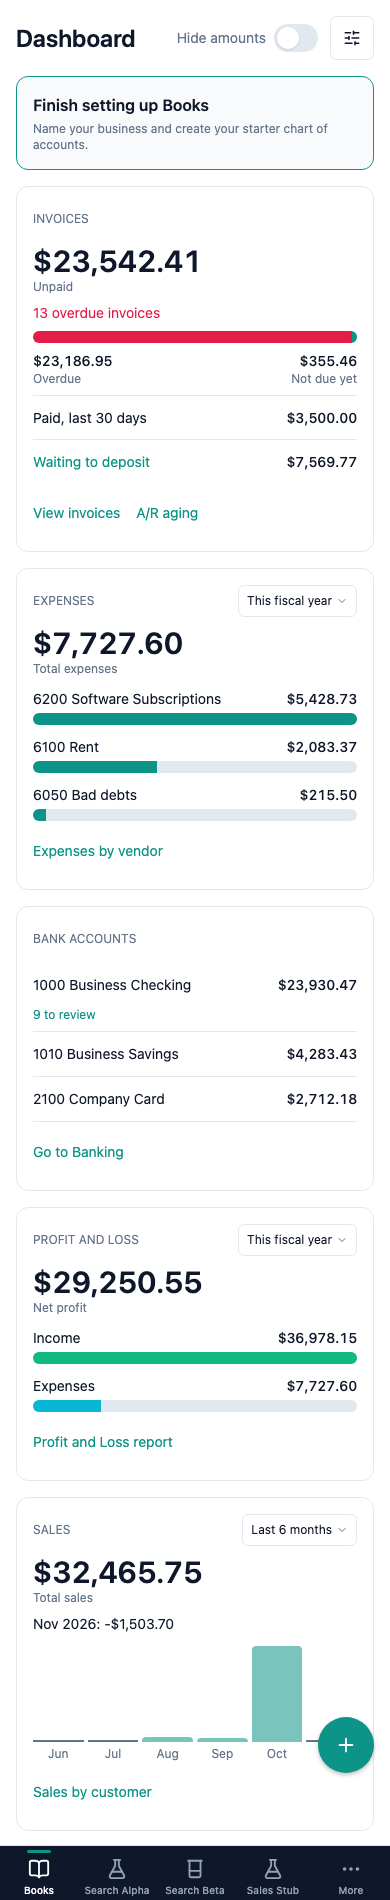 Dashboard
Hide amounts
Finish setting up Books
Name your business and create your starter chart of
accounts.
INVOICES
$23,542.41
Unpaid
13 overdue invoices
$23,186.95 $355.46
Overdue Not due yet
Paid, last 30 days $3,500.00
Waiting to deposit $7,569.77
View invoices A/R aging
EXPENSES This fiscal year
$7,727.60
Total expenses
6200 Software Subscriptions $5,428.73
6100 Rent $2,083.37
6050 Bad debts $215.50
Expenses by vendor
BANK ACCOUNTS
1000 Business Checking $23,930.47
9 to review
1010 Business Savings $4,283.43
2100 Company Card $2,712.18
Go to Banking
PROFIT AND LOSS This fiscal year
$29,250.55
Net profit
Income $36,978.15
Expenses $7,727.60
Profit and Loss report
SALES Last 6 months
$32,465.75
Total sales
Nov 2026: -$1,503.70
Jun Jul Aug Sep Oct
Sales by customer
Books Search Alpha Search Beta Sales Stub More